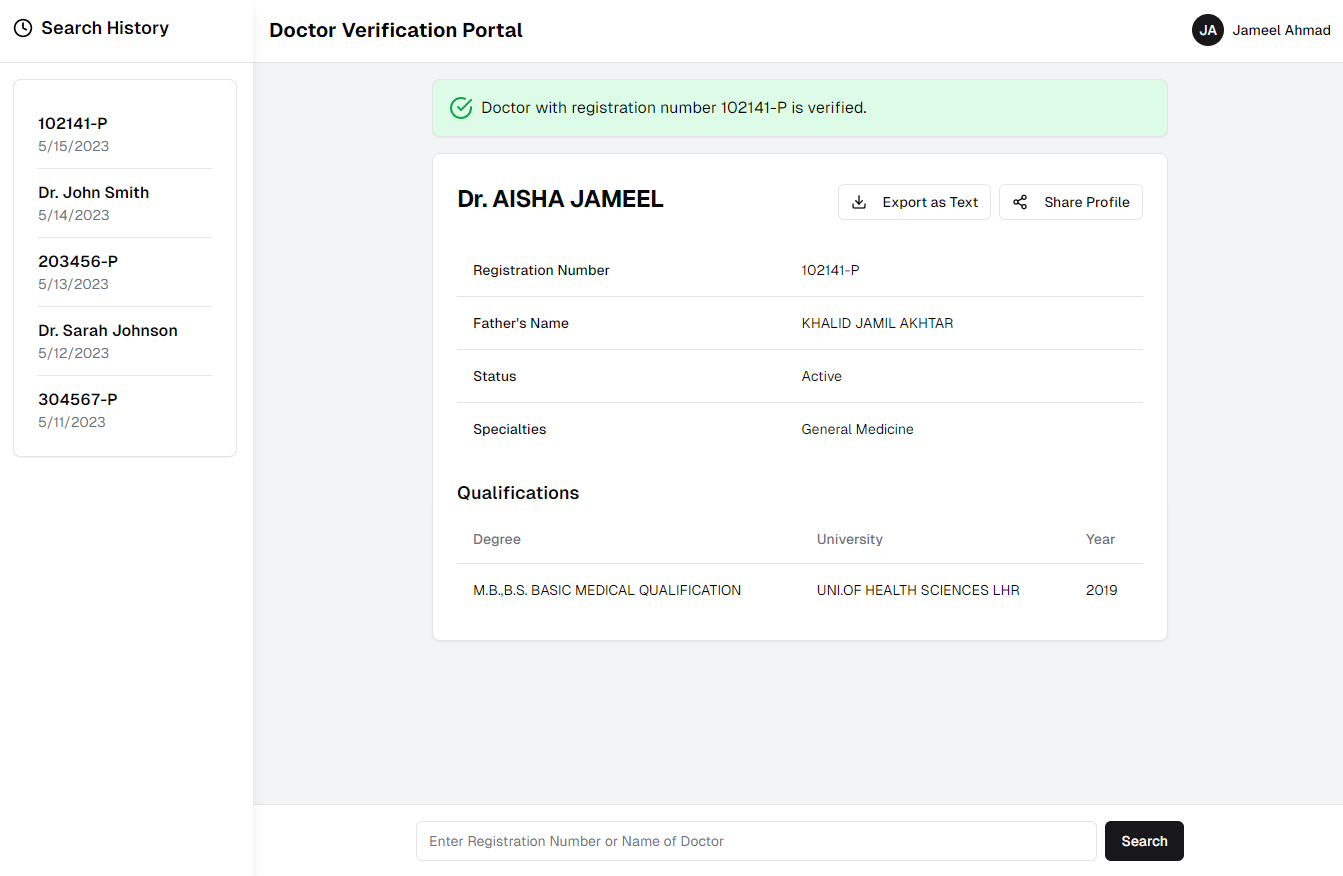 Search History
Doctor Verification Portal
JA Jameel Ahmad
102141-P
5/15/2023
Dr. John Smith
5/14/2023
203456-P
5/13/2023
Dr. Sarah Johnson
5/12/2023
304567-P
5/11/2023
Doctor with registration number 102141-P is verified.
Dr. AISHA JAMEEL
Export as Text Share Profile
Registration Number 102141-P
Father's Name KHALID JAMIL AKHTAR
Status Active
Specialties General Medicine
Qualifications
Degree University Year
M.B.,B.S. BASIC MEDICAL QUALIFICATION UNI.OF HEALTH SCIENCES LHR 2019
Enter Registration Number or Name of Doctor Search